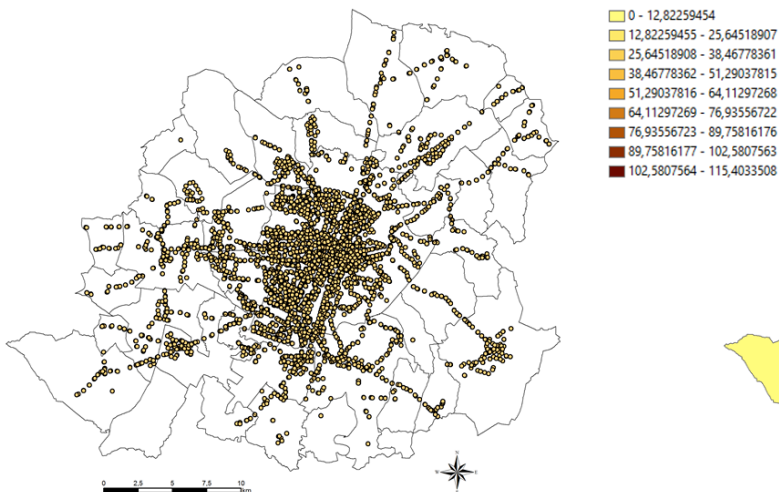 0 - 12,82259454
12,82259455 - 25,64518907
25,64518908 - 38,46778361
38,46778362 - 51,29037815
51,29037816 - 64,11297268
64,11297269 - 76,93556722
76,93556723 - 89,75816176
89,75816177 - 102,5807563
102,5807564 - 115,4033508
0 2,5 5 7,5 10
km